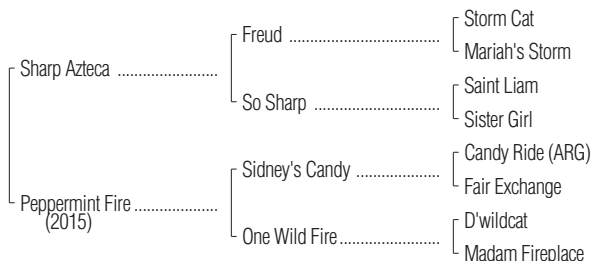 Storm Cat
Freud ........................................
Mariah's Storm
Sharp Azteca ..........................
Saint Liam
So Sharp .................................
Sister Girl
Candy Ride (ARG)
Sidney's Candy ......................
Fair Exchange
Peppermint Fire .....................
(2015)
D'wildcat
One Wild Fire..........................
Madam Fireplace